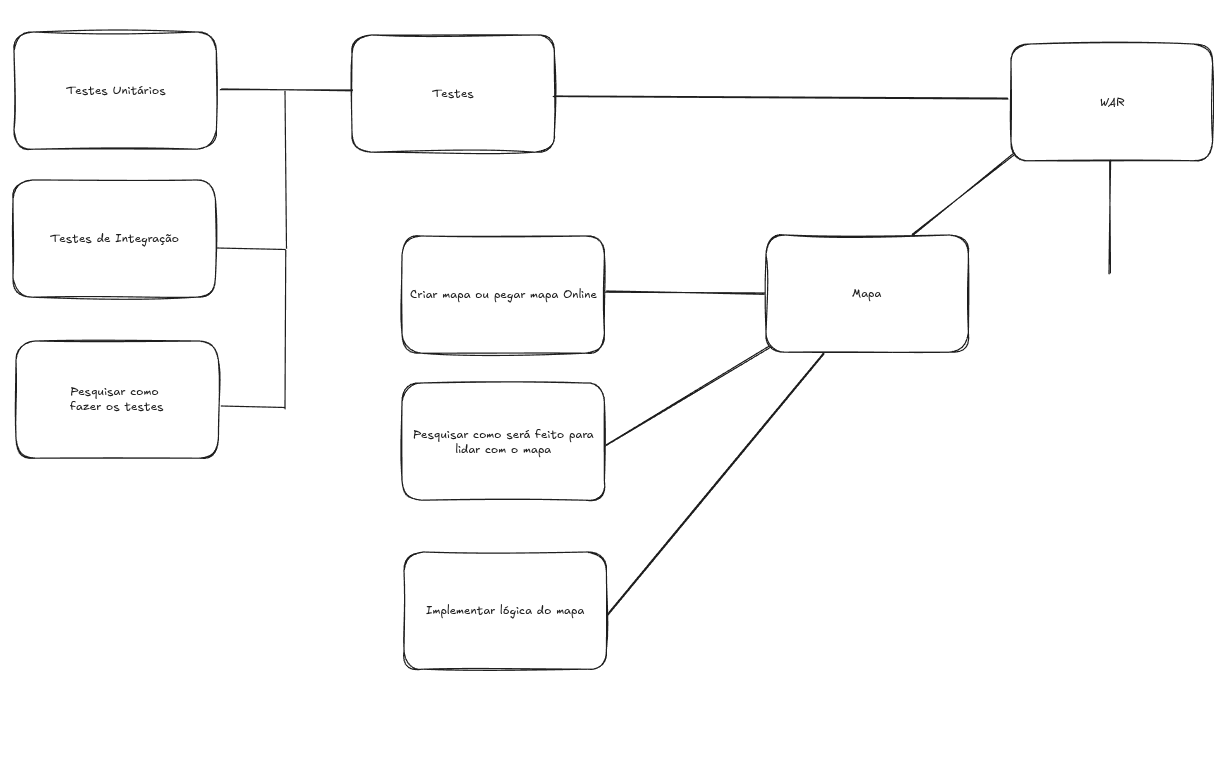 Testes Unitários
Testes
WAR
Testes de Integração
Criar mapa ou pegar mapa Online
Mapa
Pesquisar como
fazer os testes
Pesquisar como será feito para
lidar com o mapa
Implementar lógica do mapa